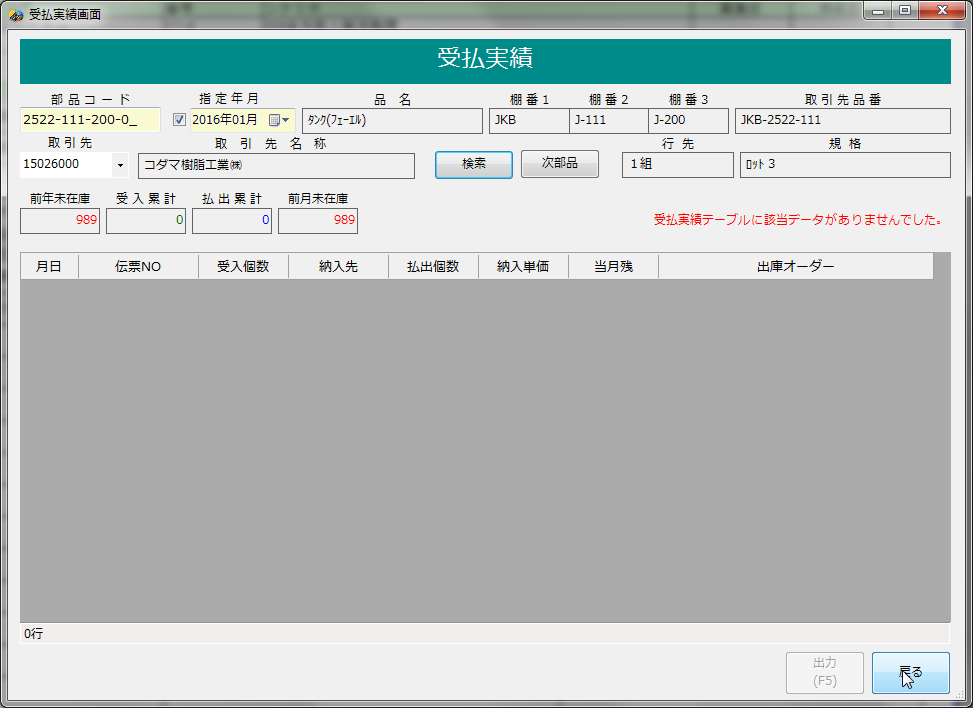 受払実績画面
受払実績
部品コード 指定年月 品 名 棚番1 棚番2 棚番3 取引先品番
2522-111-200-0_ 2016年01月 ﾀﾝｸ(ﾌｭｰｴﾙ) JKB J-111 J-200 JKB-2522-111
取引先 取 引 先 名 称 行 先 規 格
15026000 コダマ樹脂工業㈱ 検索 次部品 1組 ﾛｯﾄ3
前年未在庫 受入累計 払出累計 前月未在庫
989 0 0 989 受払実績テーブルに該当データがありませんでした。
月日 伝票NO 受入個数 納入先 払出個数 納入単価 当月残 出庫オーダー
0行
出力
(F5)
戻る